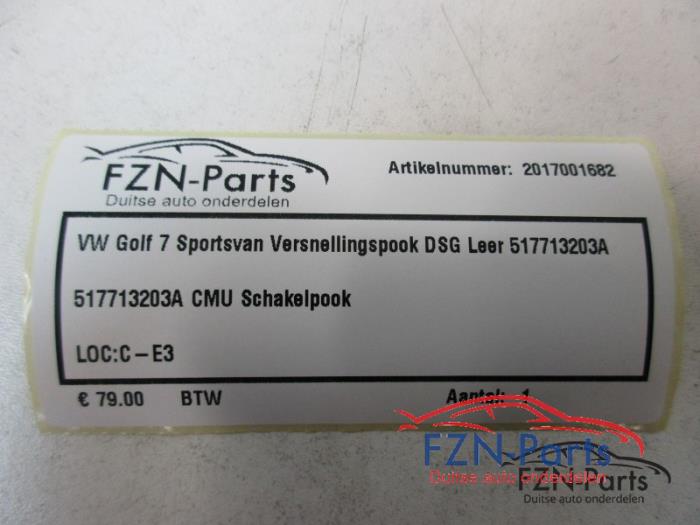 FZN-Parts
Duitse auto onderdelen
Artikelnummer: 2017001682
VW Golf 7 Sportsvan Versnellingspook DSG Leer 517713203A
517713203A CMU Schakelpook
LOC:C-E3
€ 79.00 BTW Aantal: 1
FZN-Parts
Duitse auto onderdelen
FZN-Parts
Duitse auto onderdelen